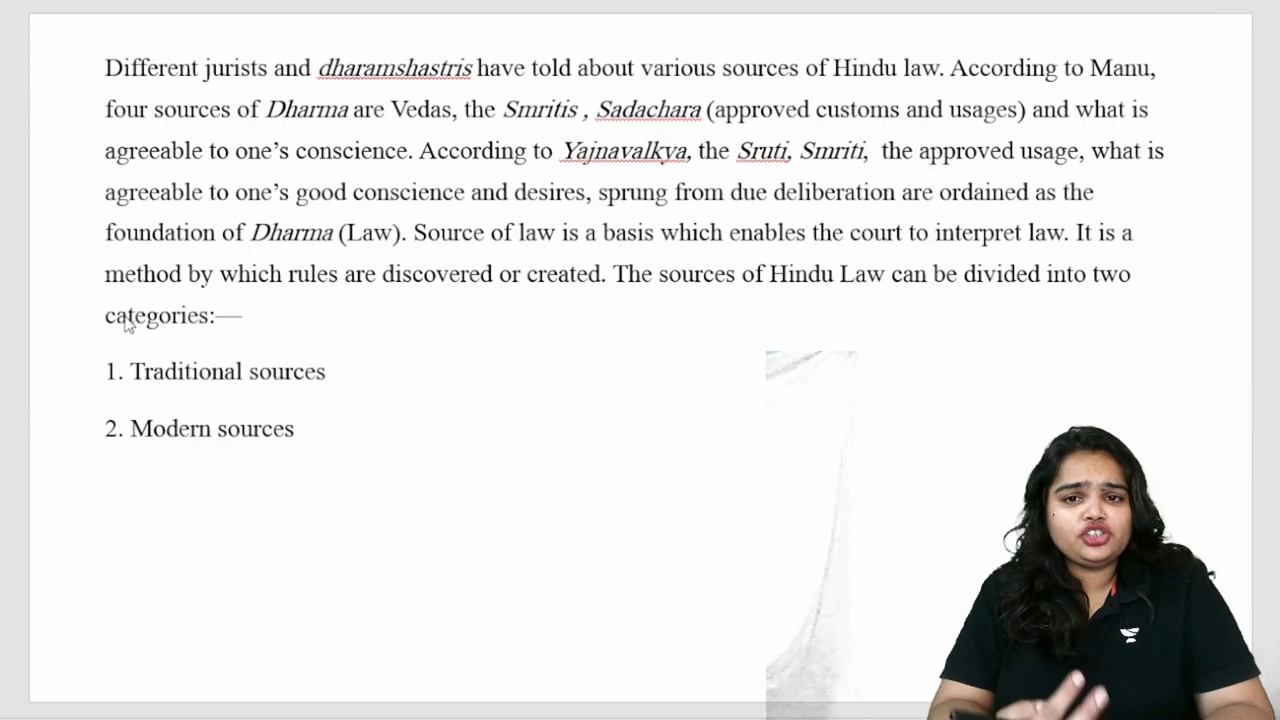 Different jurists and dharamshastris have told about various sources of Hindu law. According to Manu,
four sources of Dharma are Vedas, the Smritis , Sadachara (approved customs and usages) and what is
agreeable to one’s conscience. According to Yajnavalkya, the Sruti, Smriti,  the approved usage, what is
agreeable to one’s good conscience and desires, sprung from due deliberation are ordained as the
foundation of Dharma (Law). Source of law is a basis which enables the court to interpret law. It is a
method by which rules are discovered or created. The sources of Hindu Law can be divided into two
categories:—
1. Traditional sources
2. Modern sources